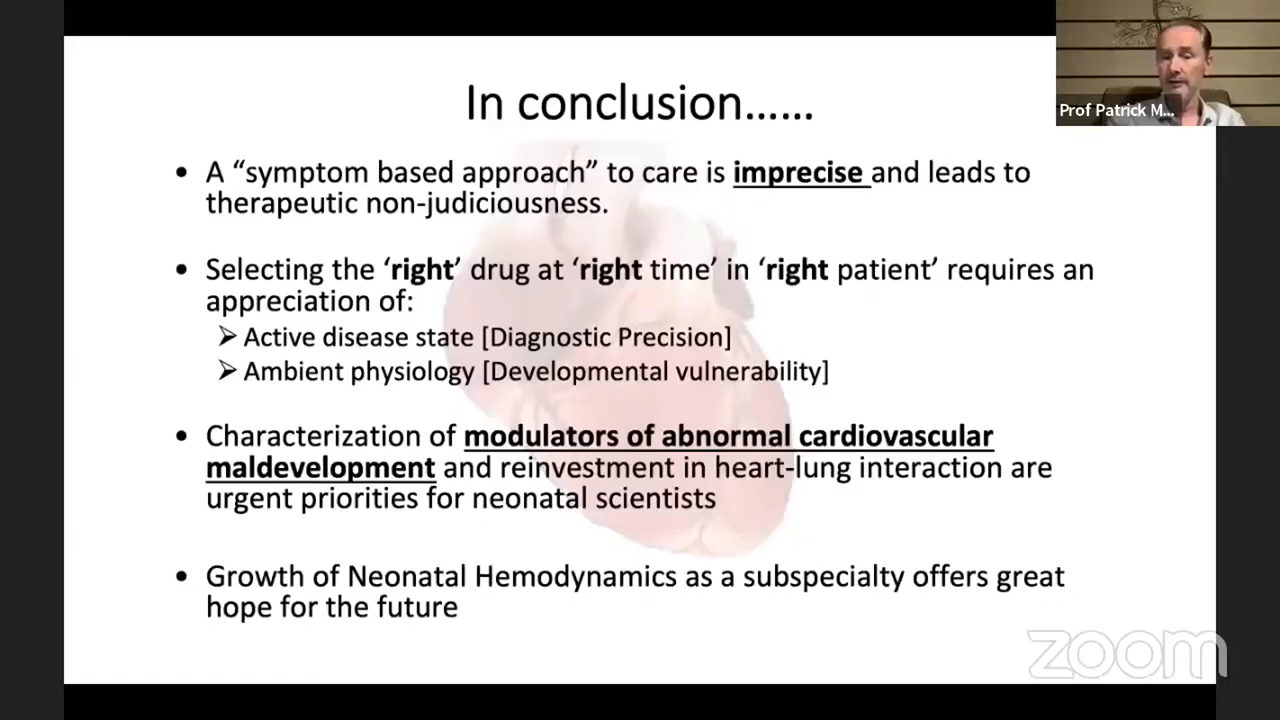 In conclusion……
Prof Patrick M...
• A “symptom based approach” to care is imprecise and leads to
therapeutic non-judiciousness.
• Selecting the ‘right’ drug at ‘right time’ in ‘right patient’ requires an
appreciation of:
➢ Active disease state [Diagnostic Precision]
➢ Ambient physiology [Developmental vulnerability]
• Characterization of modulators of abnormal cardiovascular
maldevelopment and reinvestment in heart-lung interaction are
urgent priorities for neonatal scientists
• Growth of Neonatal Hemodynamics as a subspecialty offers great
hope for the future
zoom